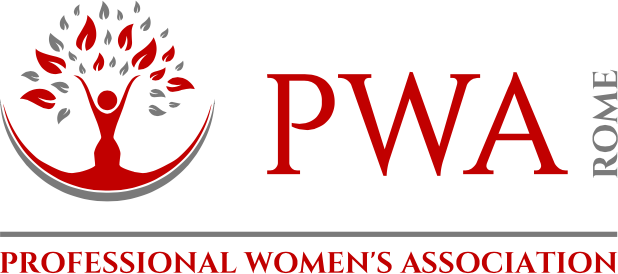 PWA
ROME
PROFESSIONAL WOMEN'S ASSOCIATION